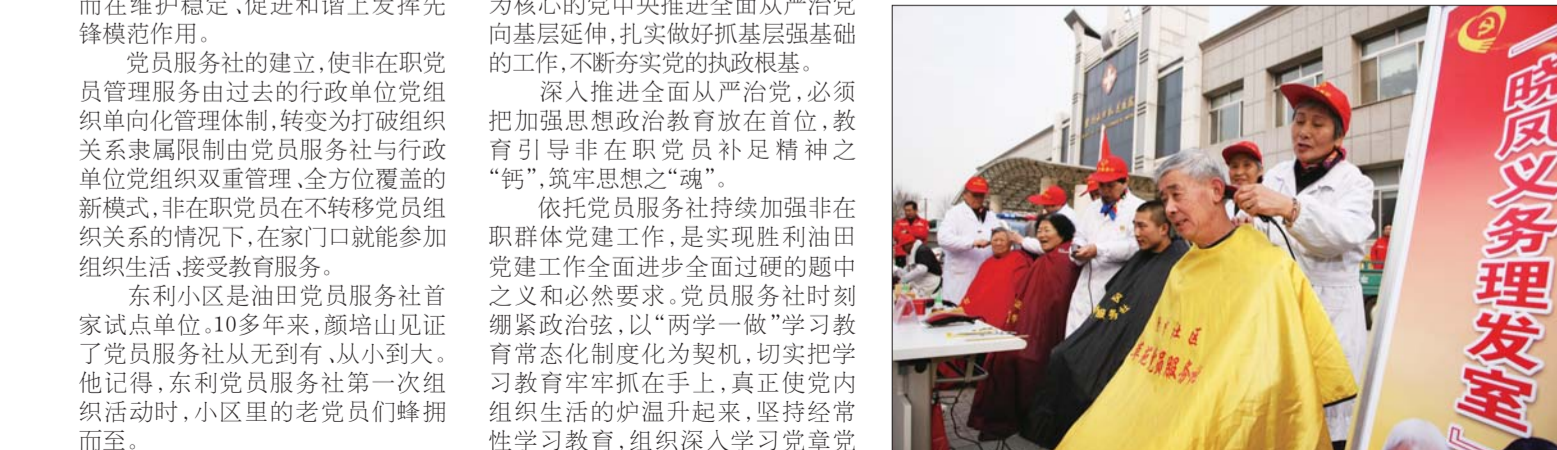 而在维护稳定、促进和谐上发挥先
锋模范作用。
党员服务社的建立,使非在职党
员管理服务由过去的行政单位党组
织单向化管理体制,转变为打破组织
关系隶属限制由党员服务社与行政
单位党组织双重管理、全方位覆盖的
新模式,非在职党员在不转移党员组
织关系的情况下,在家门口就能参加
组织生活、接受教育服务。
东利小区是油田党员服务社首
家试点单位。10多年来,颜培山见证
了党员服务社从无到有、从小到大。
他记得,东利党员服务社第一次组
织活动时,小区里的老党员们蜂拥
而至。
为核心的党中央推进全面从严治党
向基层延伸,扎实做好抓基层强基础
的工作,不断夯实党的执政根基。
深入推进全面从严治党,必须
把加强思想政治教育放在首位,教
育引导非在职党员补足精神之
“钙”,筑牢思想之“魂”。
依托党员服务社持续加强非在
职群体党建工作,是实现胜利油田
党建工作全面进步全面过硬的题中
之义和必然要求。党员服务社时刻
绷紧政治弦,以“两学一做”学习教
育常态化制度化为契机,切实把学
习教育牢牢抓在手上,真正使党内
组织生活的炉温升起来,坚持经常
性学习教育,组织深入学习党章党
“晓凤义务理发室”
社区
党员服务